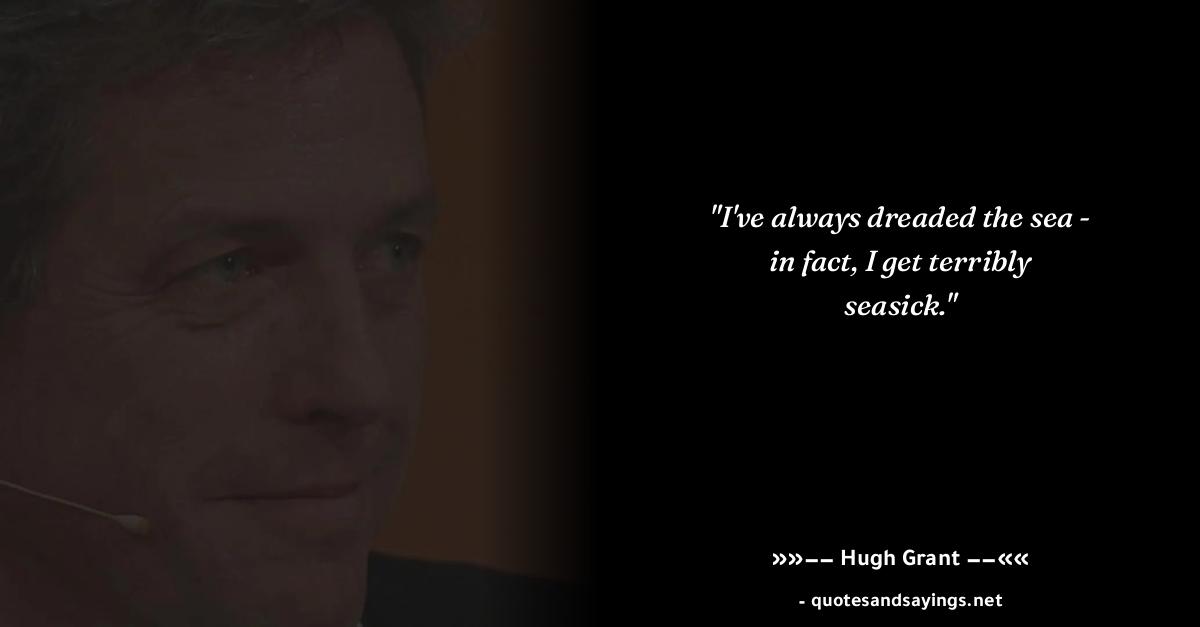 "I've always dreaded the sea -
in fact, I get terribly
seasick."
»»–– Hugh Grant ––««
- quotesandsayings.net